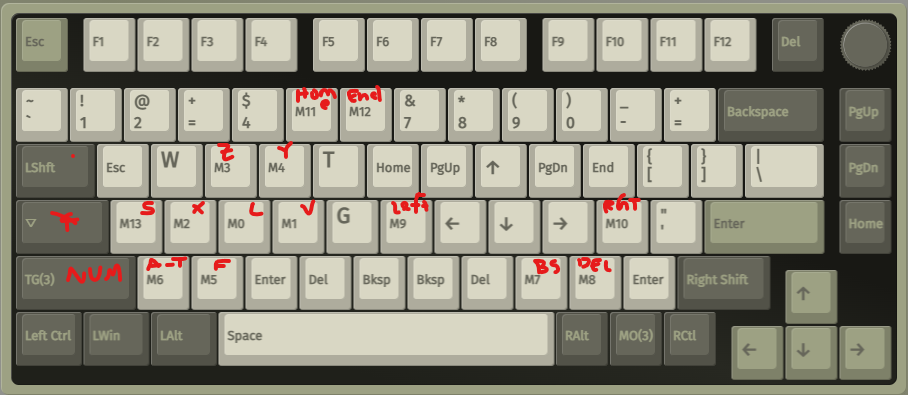 Esc F1 F2 F3 F4 F5 F6 F7 F8 F9 F10 F11 F12 Del
Home End
~ ` ! 1 @ 2 + = $ 4 M11 M12 & 7 * 8 ( 9 ) 0 _ - + = Backspace PgUp
Z Y
LShft Esc W M3 M4 T Home PgUp ↑ PgDn End { [ } ] | \ PgDn
S X C V Left RGT
▽ M13 M2 M0 M1 G M9 ← ↓ → M10 " ' Enter Home
A-T F BS DEL
TG(3) NUM M6 M5 Enter Del Bksp Bksp Del M7 M8 Enter Right Shift ↑
Left Ctrl LWin LAlt Space RAlt MO(3) RCtl ← ↓ →